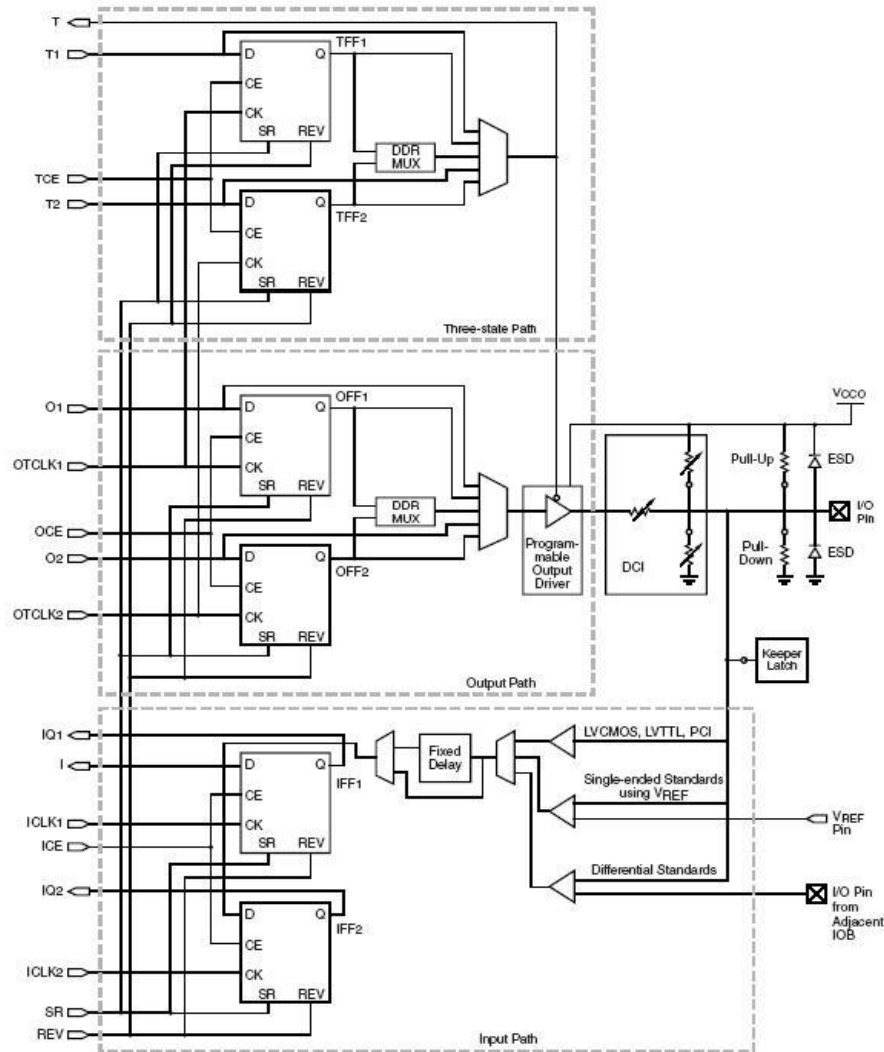 T
T1
D
Q
TFF1
CE
CK
SR REV
DDR
MUX
TCE
T2
D
Q
TFF2
CE
CK
SR REV
Three-state Path
O1
D
Q
OFF1
CE
OTCLK1
CK
SR REV
DDR
MUX
OCE
O2
D
Q
OFF2
CE
OTCLK2
CK
SR REV
Output Path
Program-
mable
Output
Driver
DCI
VCCO
Pull-Up
ESD
I/O
Pin
Pull-
Down
ESD
Keeper
Latch
IQ1
I
D
Q
IFF1
CE
ICLK1
CK
ICE
SR REV
Fixed
Delay
LVCMOS, LVTTL, PCI
Single-ended Standards
using VREF
VREF
Pin
Differential Standards
I/O Pin
from
Adjacent
IOB
IQ2
D
Q
IFF2
CE
ICLK2
CK
SR REV
SR
REV
Input Path